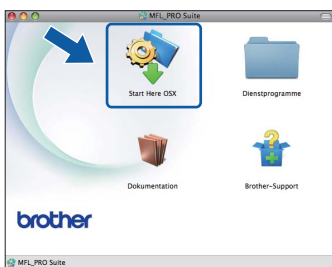 MFL_PRO Suite
Start Here OSX
Dienstprogramme
Dokumentation
Brother-Support
brother
MFL_PRO Suite